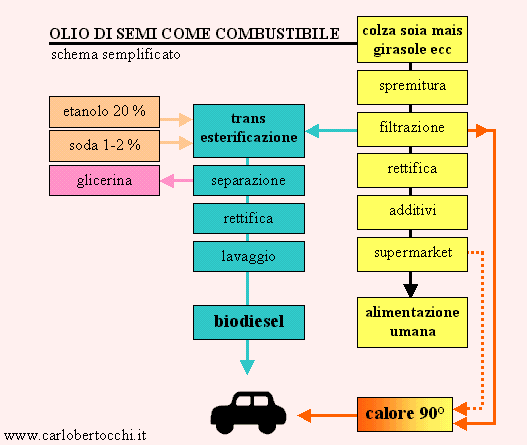 OLIO DI SEMI COME COMBUSTIBILE
schema semplificato
colza soia mais
girasole ecc
spremitura
etanolo 20 %
soda 1-2 %
glicerina
trans
esterificazione
filtrazione
separazione
rettifica
rettifica
additivi
lavaggio
supermarket
biodiesel
alimentazione
umana
calore 90°
www.carlobertocchi.it